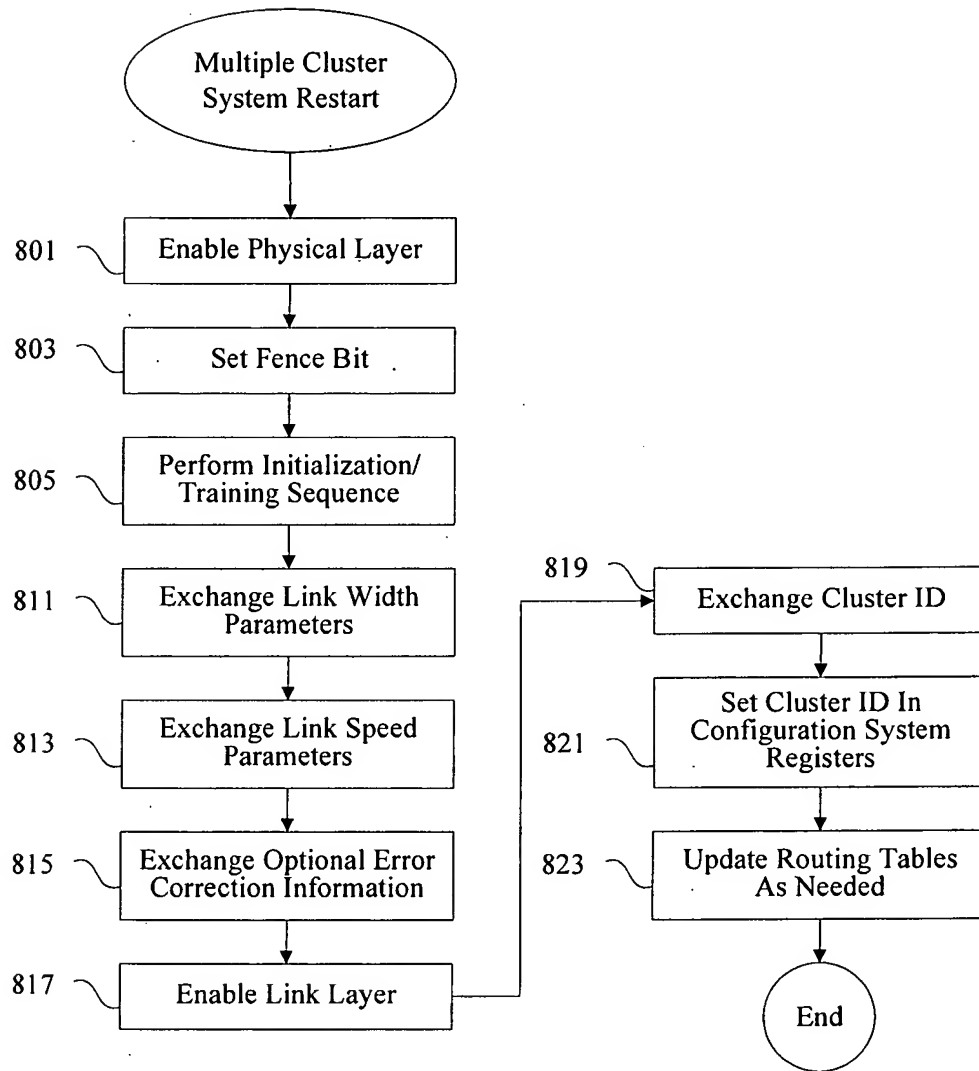 Multiple Cluster
System Restart
801
Enable Physical Layer
803
Set Fence Bit
805
Perform Initialization/
Training Sequence
811
Exchange Link Width
Parameters
813
Exchange Link Speed
Parameters
815
Exchange Optional Error
Correction Information
817
Enable Link Layer
819
Exchange Cluster ID
821
Set Cluster ID In
Configuration System
Registers
823
Update Routing Tables
As Needed
End